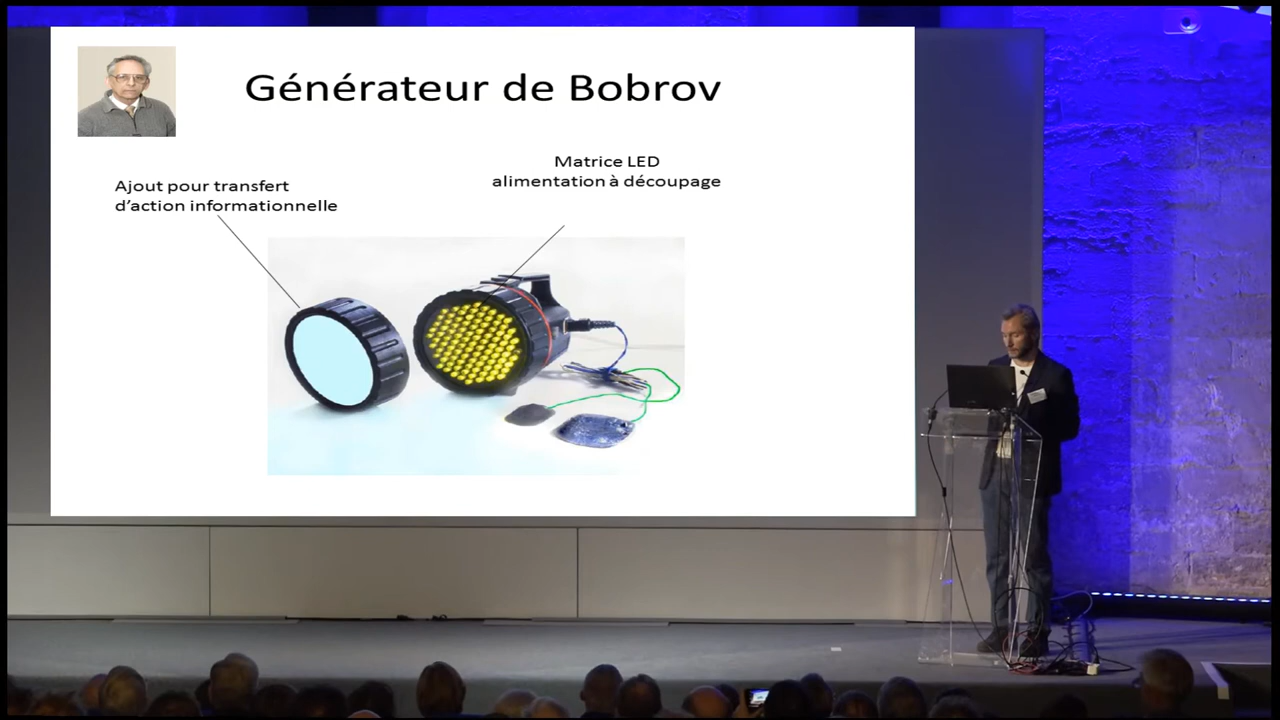 Générateur de Bobrov
Matrice LED
alimentation à découpage
Ajout pour transfert
d'action informationnelle